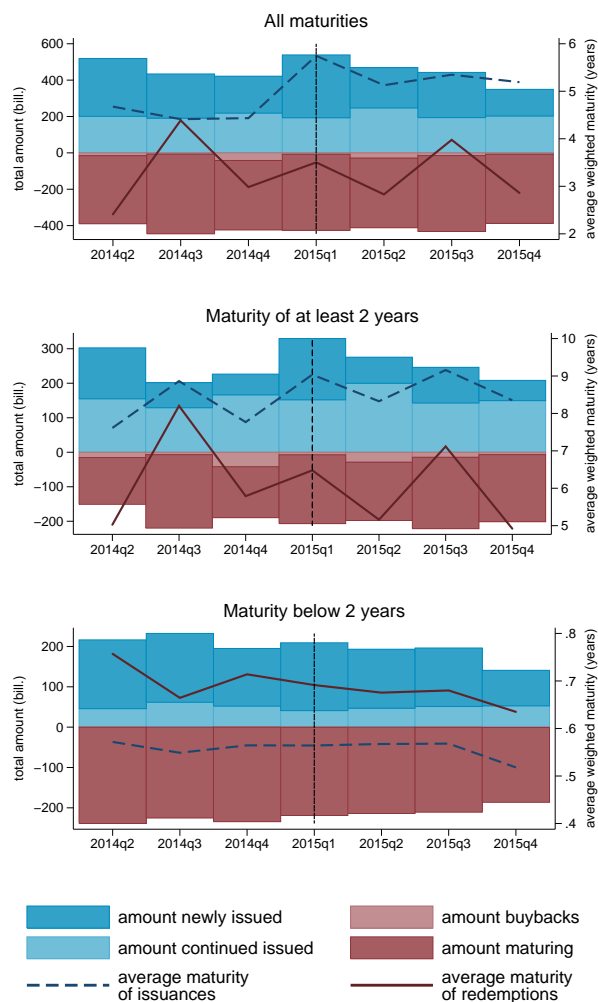 All maturities
total amount (bill.)
600
400
200
0
−200
−400
6
5
4
3
2
average weighted maturity (years)
2014q2 2014q3 2014q4 2015q1 2015q2 2015q3 2015q4
Maturity of at least 2 years
total amount (bill.)
300
200
100
0
−100
−200
10
9
8
7
6
5
average weighted maturity (years)
2014q2 2014q3 2014q4 2015q1 2015q2 2015q3 2015q4
Maturity below 2 years
total amount (bill.)
200
100
0
−100
−200
.8
.7
.6
.5
.4
average weighted maturity (years)
2014q2 2014q3 2014q4 2015q1 2015q2 2015q3 2015q4
amount newly issued
amount buybacks
amount continued issued
amount maturing
average maturity
of issuances
average maturity
of redemptions